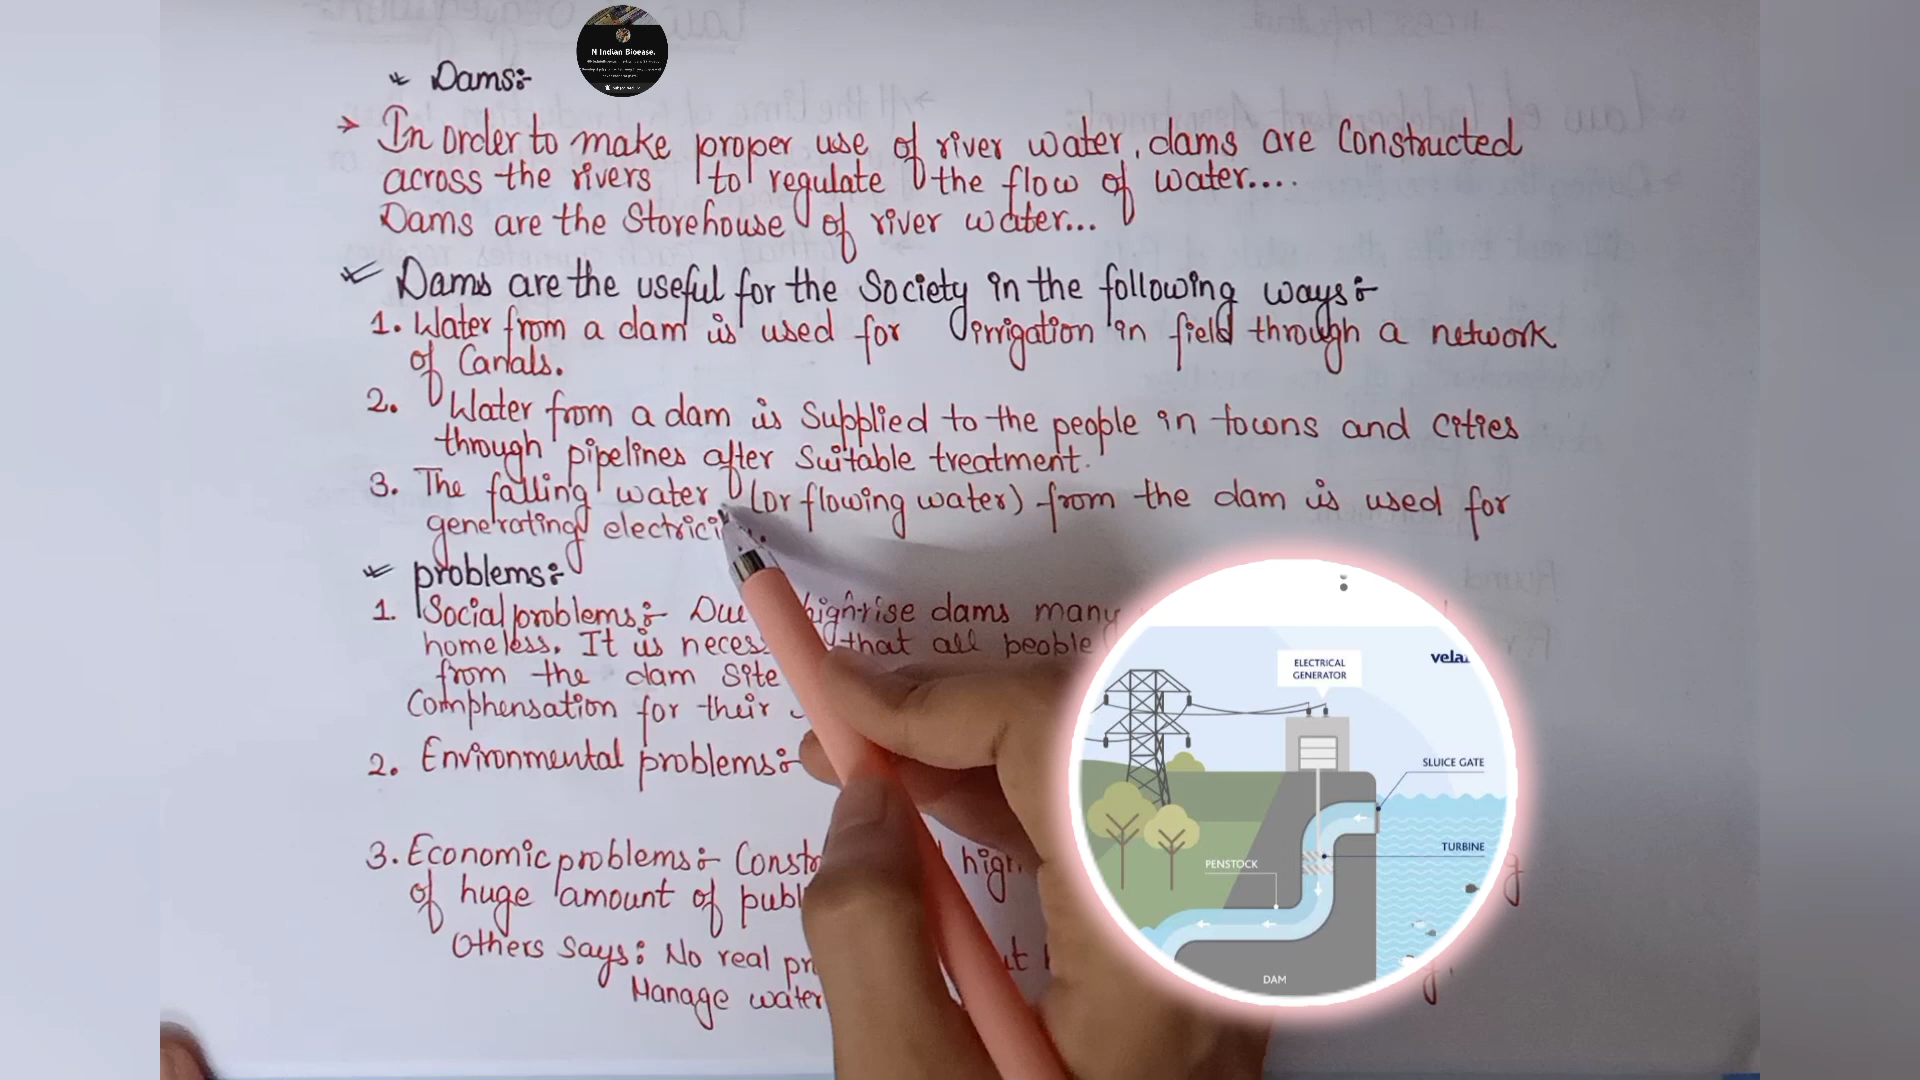 Dams:-
In order to make proper use of river water, dams are Constructed
across the rivers to regulate the flow of water....
Dams are the Storehouse of river water...
Dams are the useful for the Society in the following ways:-
1. Water from a dam is used for irrigation in field through a network
of Canals.
2. Water from a dam is Supplied to the people in towns and cities
through pipelines after Suitable treatment.
3. The falling water (or flowing water) from the dam is used for
generating
problems:-
1. Social problems:- Due high-rise dams many
homeless. It is that all people
from the dam Site
Comphensation for their
2. Environmental problems:-
3. Economic problems:-
of huge amount of
Others says: No real
Manage water
N Indian Bioease.
ELECTRICAL
GENERATOR
SLUICE GATE
TURBINE
PENSTOCK
DAM